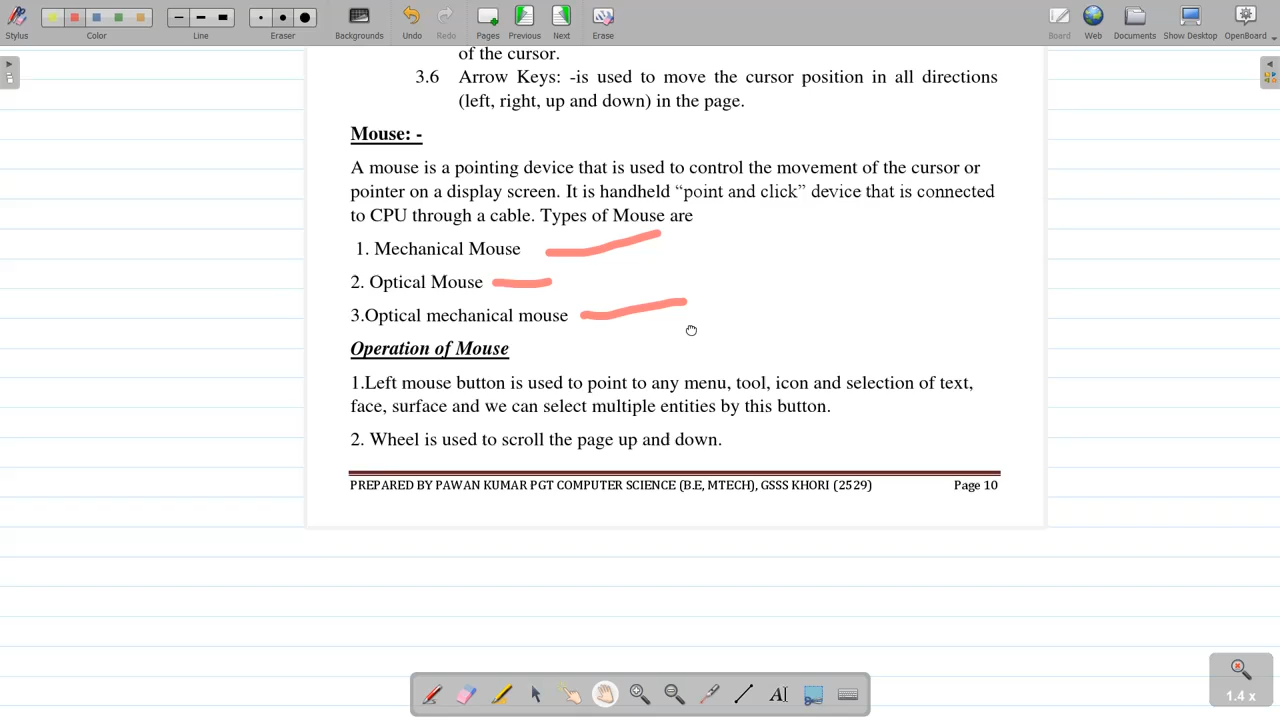 Stylus
Color
Line
Eraser
Backgrounds
Undo
Redo
Pages
Previous
Next
Erase
Board
Web
Documents
Show Desktop
OpenBoard
of the cursor.
3.6 Arrow Keys: -is used to move the cursor position in all directions
(left, right, up and down) in the page.
Mouse: -
A mouse is a pointing device that is used to control the movement of the cursor or
pointer on a display screen. It is handheld “point and click” device that is connected
to CPU through a cable. Types of Mouse are
1. Mechanical Mouse
2. Optical Mouse
3.Optical mechanical mouse
Operation of Mouse
1.Left mouse button is used to point to any menu, tool, icon and selection of text,
face, surface and we can select multiple entities by this button.
2. Wheel is used to scroll the page up and down.
PREPARED BY PAWAN KUMAR PGT COMPUTER SCIENCE (B.E, MTECH), GSSS KHORI (2529) Page 10
1.4 x